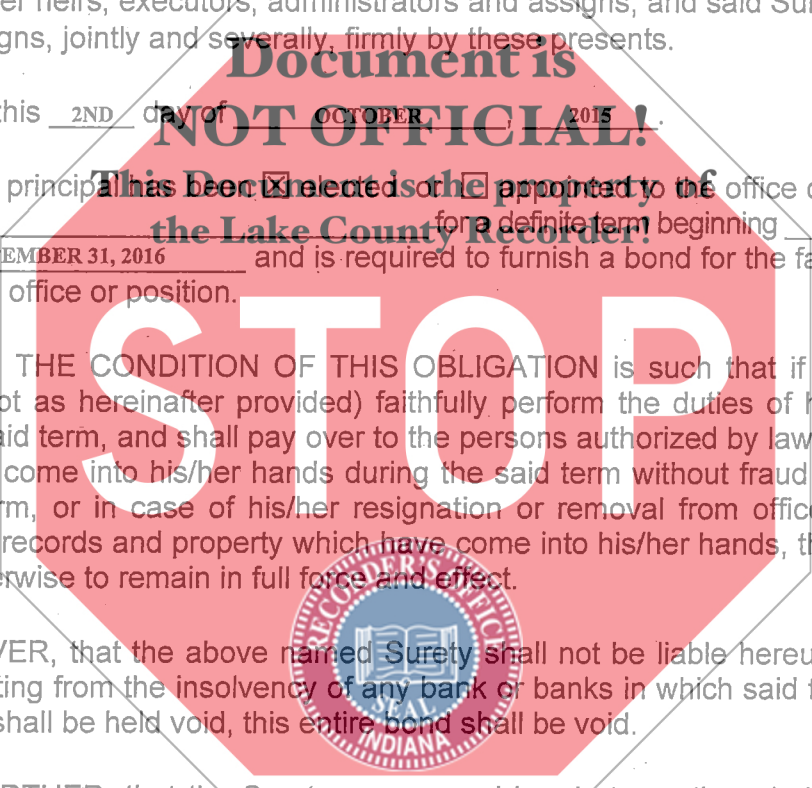 er heirs, executors, administrators and assigns, and said Sur
gns, jointly and severally, firmly by these presents.
Document is
this 2ND day of OCTOBER, 2015.
NOT OFFICIAL!
principal has been ☒ elected or ☐ appointed to the office o
This Document is the property of
for a definite term beginning
the Lake County Recorder!
EMBER 31, 2016 and is required to furnish a bond for the fa
office or position.
STOP
THE CONDITION OF THIS OBLIGATION is such that if
pt as hereinafter provided) faithfully perform the duties of h
aid term, and shall pay over to the persons authorized by law
come into his/her hands during the said term without fraud
rm, or in case of his/her resignation or removal from office
records and property which have come into his/her hands, th
rwise to remain in full force and effect.
RECORDER'S OFFICE
VER, that the above named Surety shall not be liable hereu
ting from the insolvency of any bank or banks in which said f
SEAL
shall be held void, this entire bond shall be void.
INDIANA